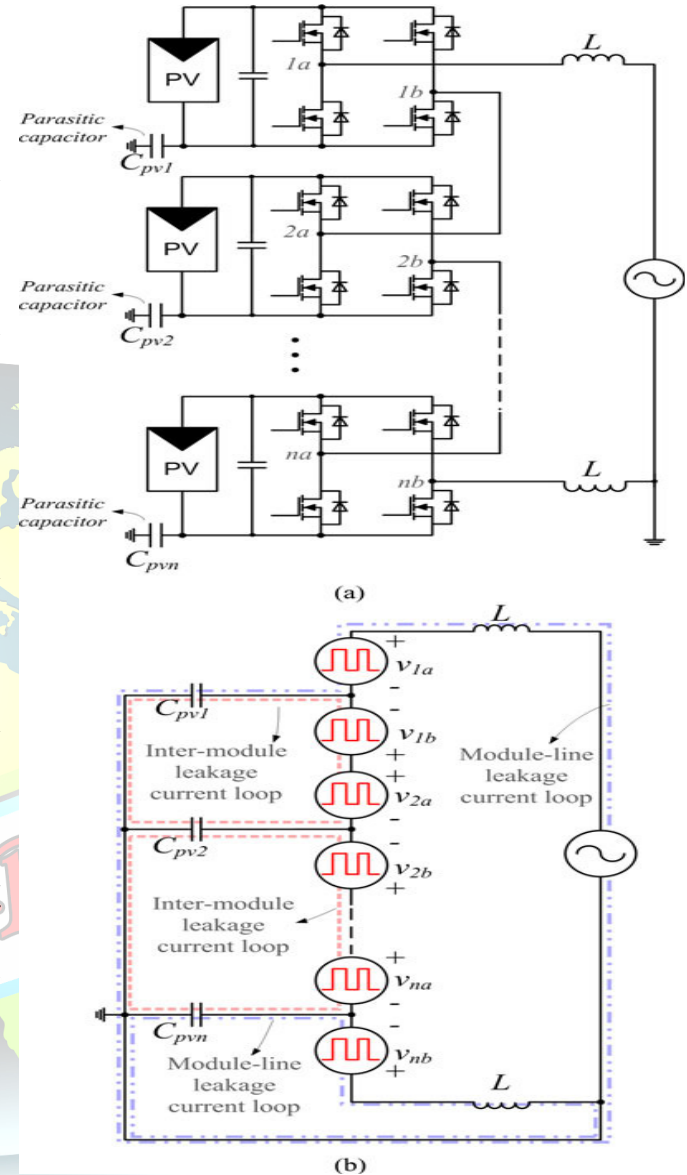 L
PV
1a
1b
Parasitic
capacitor
Cpv1
PV
2a
2b
Parasitic
capacitor
Cpv2
PV
na
nb
L
Parasitic
capacitor
Cpvn
(a)
L
+
v1a
-
Cpv1
-
v1b
+
Inter-module
leakage
current loop
Module-line
leakage
current loop
+
v2a
-
Cpv2
-
v2b
+
Inter-module
leakage
current loop
+
vna
-
Cpvn
-
vnb
+
Module-line
leakage
current loop
L
(b)